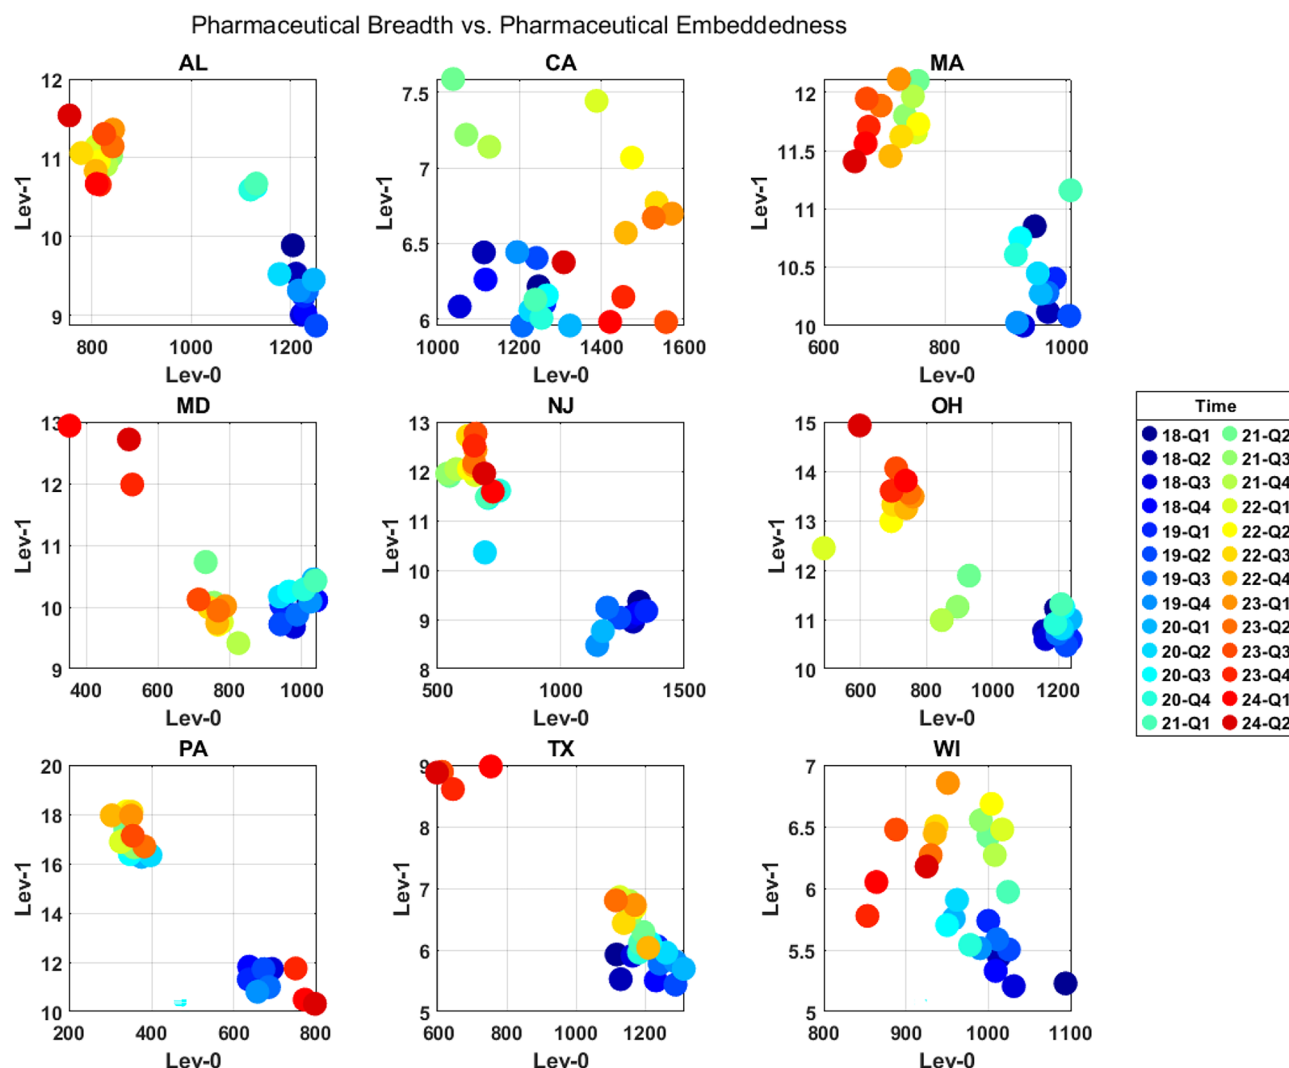 Pharmaceutical Breadth vs. Pharmaceutical Embeddedness
AL
12
11
10
9
Lev-1
800
1000
1200
Lev-0
CA
7.5
7
6.5
6
Lev-1
1000
1200
1400
1600
Lev-0
MA
12
11.5
11
10.5
10
Lev-1
600
800
1000
Lev-0
MD
13
12
11
10
9
Lev-1
400
600
800
1000
Lev-0
NJ
13
12
11
10
9
8
Lev-1
500
1000
1500
Lev-0
OH
15
14
13
12
11
10
Lev-1
600
800
1000
1200
Lev-0
PA
20
18
16
14
12
10
Lev-1
200
400
600
800
Lev-0
TX
9
8
7
6
5
Lev-1
600
800
1000
1200
Lev-0
WI
7
6.5
6
5.5
5
Lev-1
800
900
1000
1100
Lev-0
Time
18-Q1
18-Q2
18-Q3
18-Q4
19-Q1
19-Q2
19-Q3
19-Q4
20-Q1
20-Q2
20-Q3
20-Q4
21-Q1
21-Q2
21-Q3
21-Q4
22-Q1
22-Q2
22-Q3
22-Q4
23-Q1
23-Q2
23-Q3
23-Q4
24-Q1
24-Q2